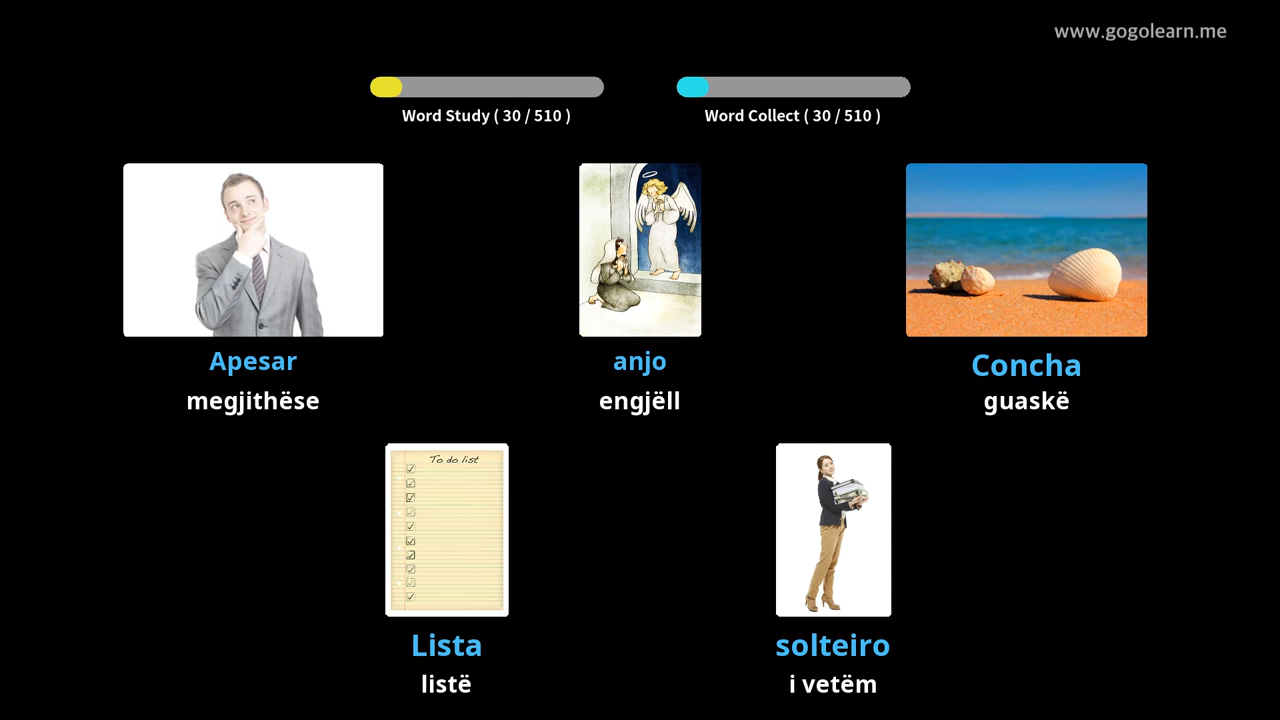 www.gogolearn.me
Word Study ( 30 / 510 )
Word Collect ( 30 / 510 )
Apesar
megjithëse
anjo
engjëll
Concha
guaskë
To do list
Lista
listë
solteiro
i vetëm